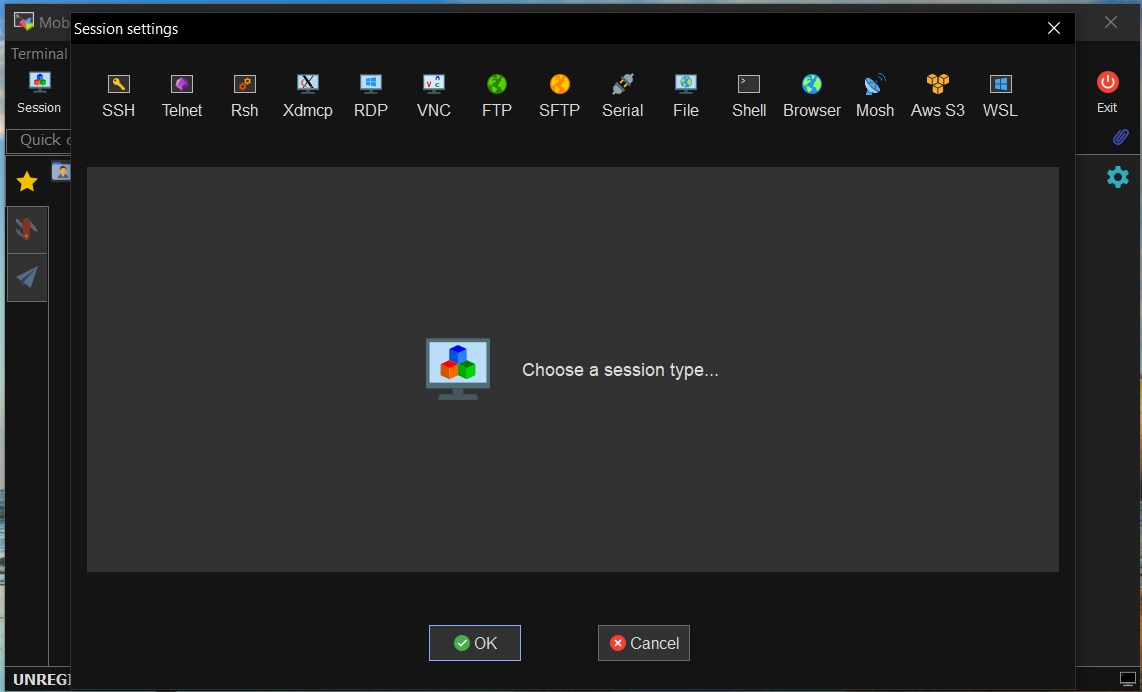 Mob
Session settings
Terminal
Session
SSH Telnet Rsh Xdmcp RDP VNC FTP SFTP Serial File Shell Browser Mosh Aws S3 WSL
Exit
Quick
Choose a session type...
OK Cancel
UNREGI